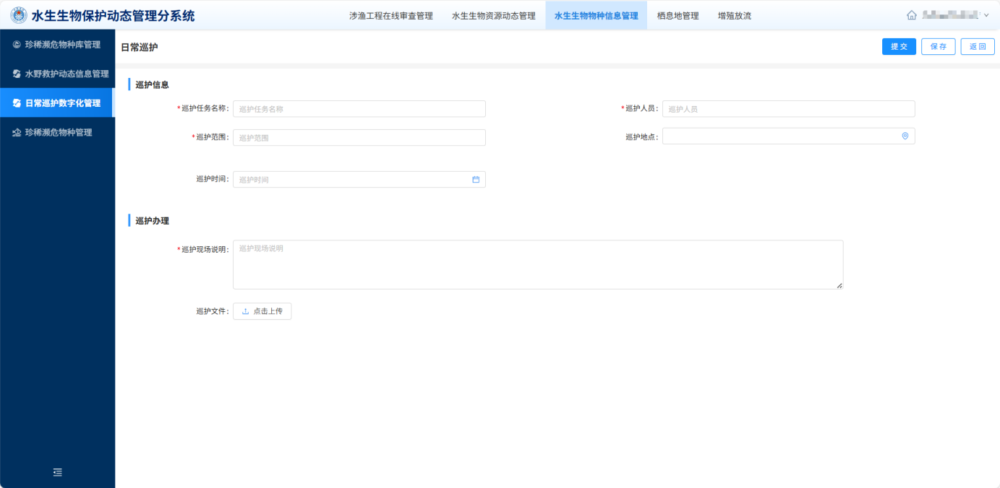 水生生物保护动态管理分系统
涉渔工程在线审查管理 水生生物资源动态管理 水生生物物种信息管理 栖息地管理 增殖放流
珍稀濒危物种库管理
水野救护动态信息管理
日常巡护数字化管理
珍稀濒危物种管理
日常巡护
提交 保存 返回
巡护信息
*巡护任务名称: 巡护任务名称
*巡护人员: 巡护人员
*巡护范围: 巡护范围
巡护地点:
巡护时间: 巡护时间
巡护办理
*巡护现场说明: 巡护现场说明
巡护文件: 点击上传